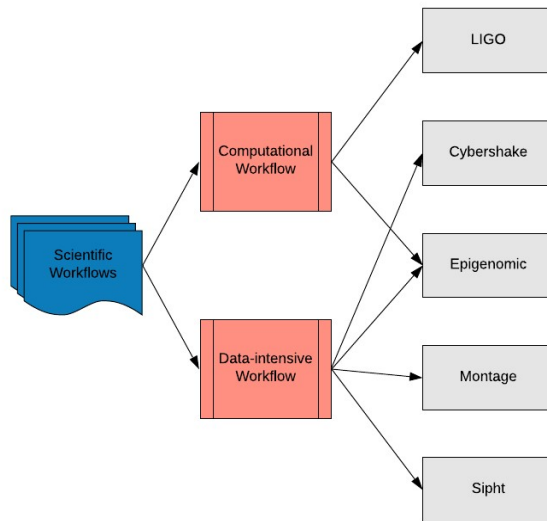 LIGO
Computational
Workflow
Cybershake
Scientific
Workflows
Epigenomic
Data-intensive
Workflow
Montage
Sipht